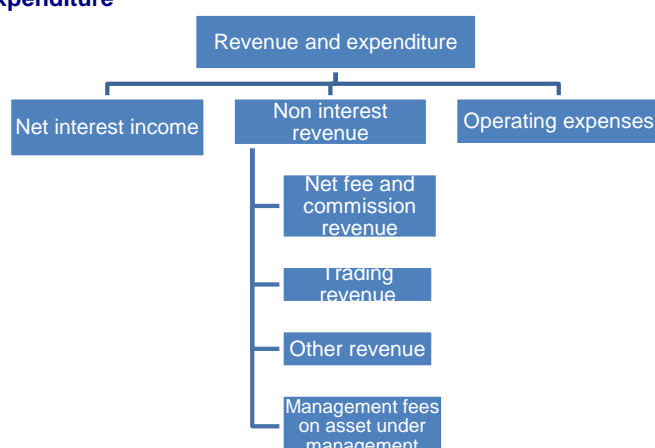 xpenditure
Revenue and expenditure
Net interest income
Non interest
revenue
Operating expenses
Net fee and
commission
revenue
Trading
revenue
Other revenue
Management fees
on asset under
management